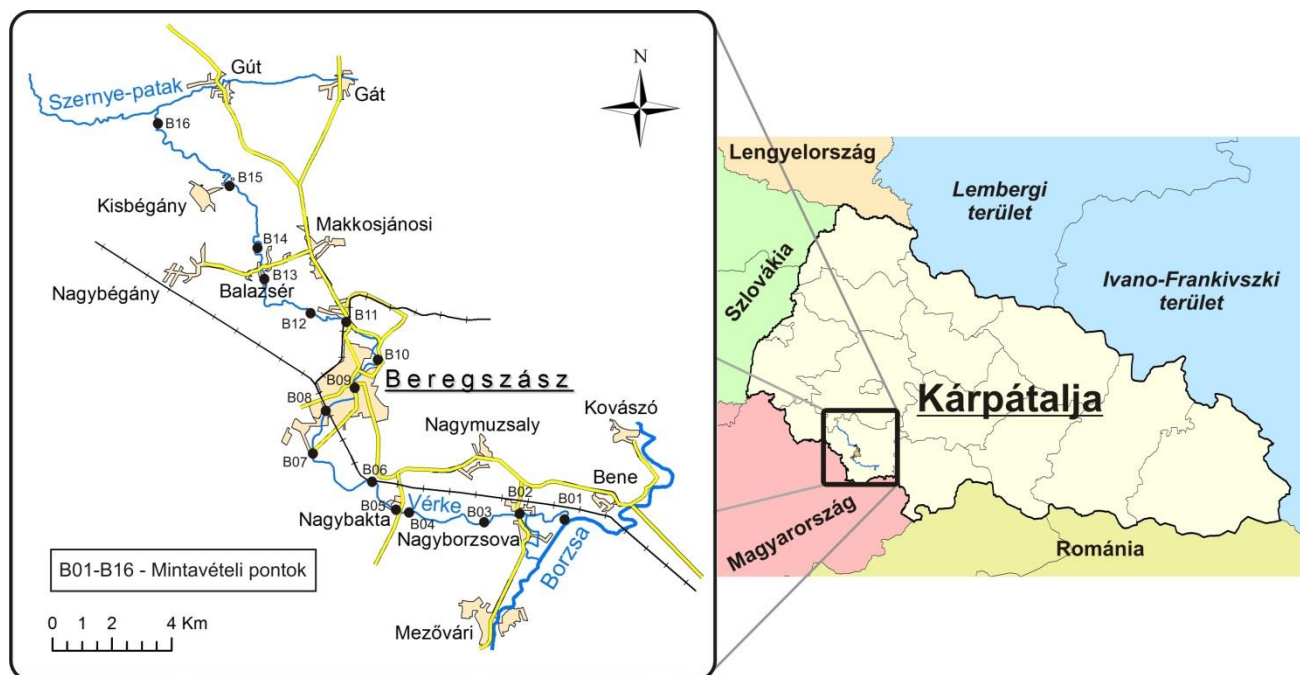 N
Gút
Szernye-patak
Gát
B16
B15
Kisbégány
Makkosjánosi
B14
B13
Nagybégány
Balazsér
B12
B11
B10
Beregszász
B09
B08
Kovászó
Nagymuzsaly
B07
B06
Bene
B02
B01
B05
Vérke
Nagybakta
B04
B03
Nagyborzsova
Borzsa
B01-B16 - Mintavételi pontok
Mezővári
0 1 2 4 Km
Lengyelország
Lembergi
terület
Szlovákia
Ivano-Frankivszki
terület
Kárpátalja
Magyarország
Románia